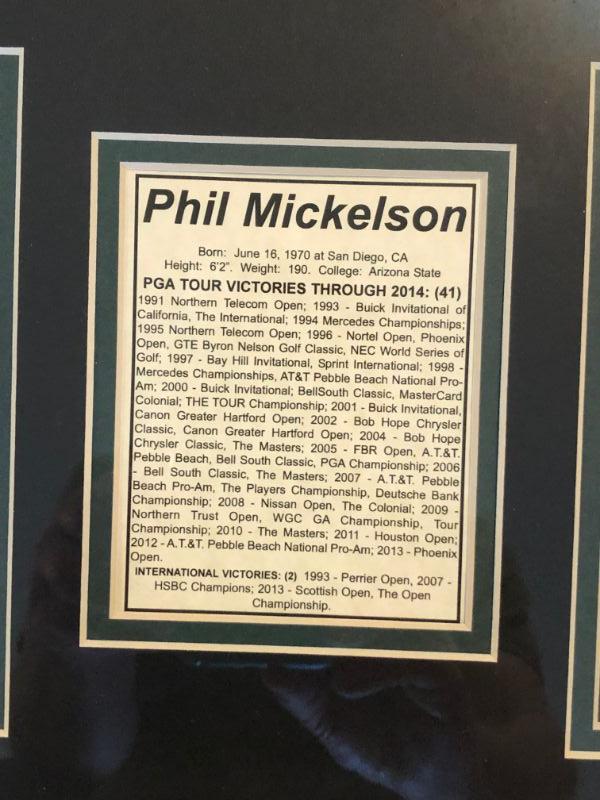 Phil Mickelson
Born: June 16, 1970 at San Diego, CA
Height: 6'2". Weight: 190. College: Arizona State
PGA TOUR VICTORIES THROUGH 2014: (41)
1991 Northern Telecom Open; 1993 - Buick Invitational of
California, The International; 1994 Mercedes Championships;
1995 Northern Telecom Open; 1996 - Nortel Open, Phoenix
Open, GTE Byron Nelson Golf Classic, NEC World Series of
Golf; 1997 - Bay Hill Invitational, Sprint International; 1998 -
Mercedes Championships, AT&T Pebble Beach National Pro-
Am; 2000 - Buick Invitational; BellSouth Classic, MasterCard
Colonial; THE TOUR Championship; 2001 - Buick Invitational,
Canon Greater Hartford Open; 2002 - Bob Hope Chrysler
Classic, Canon Greater Hartford Open; 2004 - Bob Hope
Chrysler Classic, The Masters; 2005 - FBR Open, A.T.&T.
Pebble Beach, Bell South Classic, PGA Championship; 2006
- Bell South Classic, The Masters; 2007 - A.T.&T. Pebble
Beach Pro-Am, The Players Championship, Deutsche Bank
Championship; 2008 - Nissan Open, The Colonial; 2009 -
Northern Trust Open, WGC GA Championship, Tour
Championship; 2010 - The Masters; 2011 - Houston Open;
2012 - A.T.&T. Pebble Beach National Pro-Am; 2013 - Phoenix
Open.
INTERNATIONAL VICTORIES: (2) 1993 - Perrier Open, 2007 -
HSBC Champions; 2013 - Scottish Open, The Open
Championship.